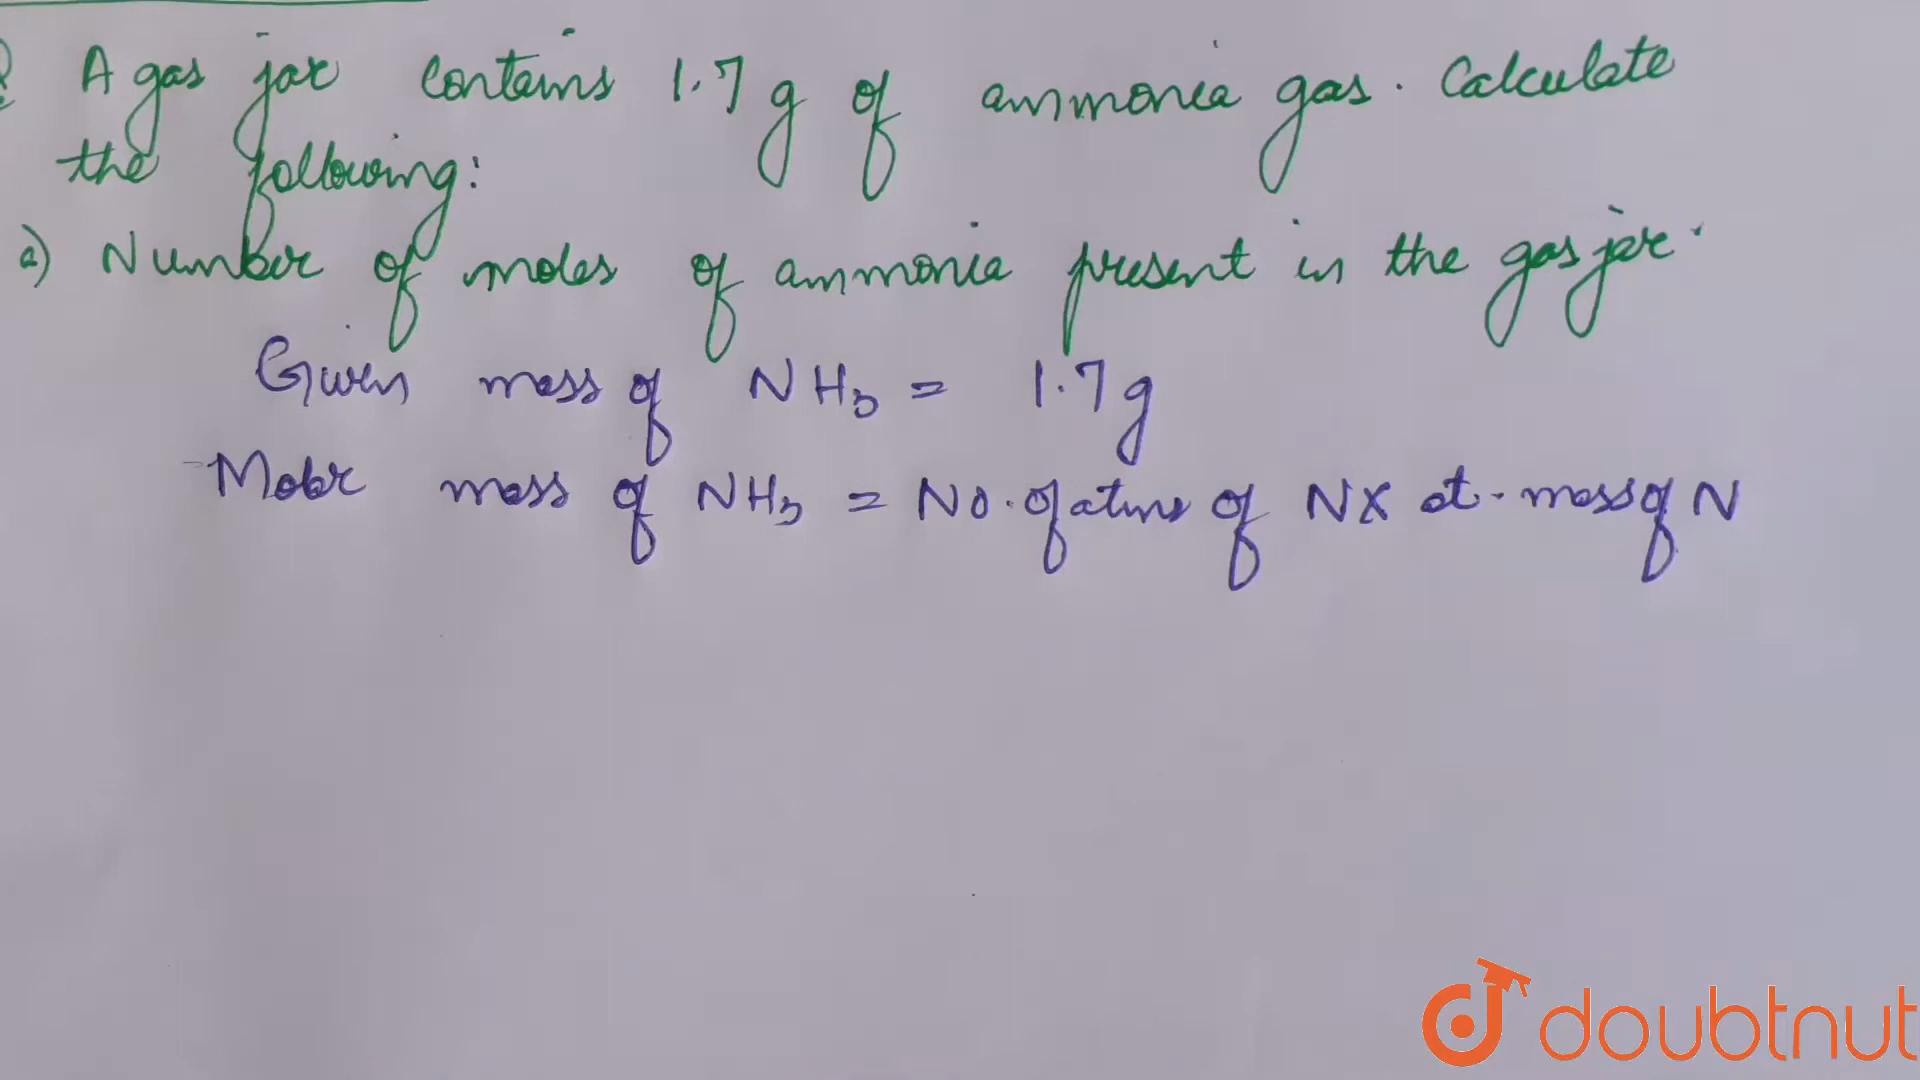 A gas jar contains 1.7 g of ammonia gas. Calculate
the following:
a) Number of moles of ammonia present in the gas jar.
Given mass of NH3 = 1.7 g
Molar mass of NH3 = No. of atoms of N X at. mass of N
doubtnut